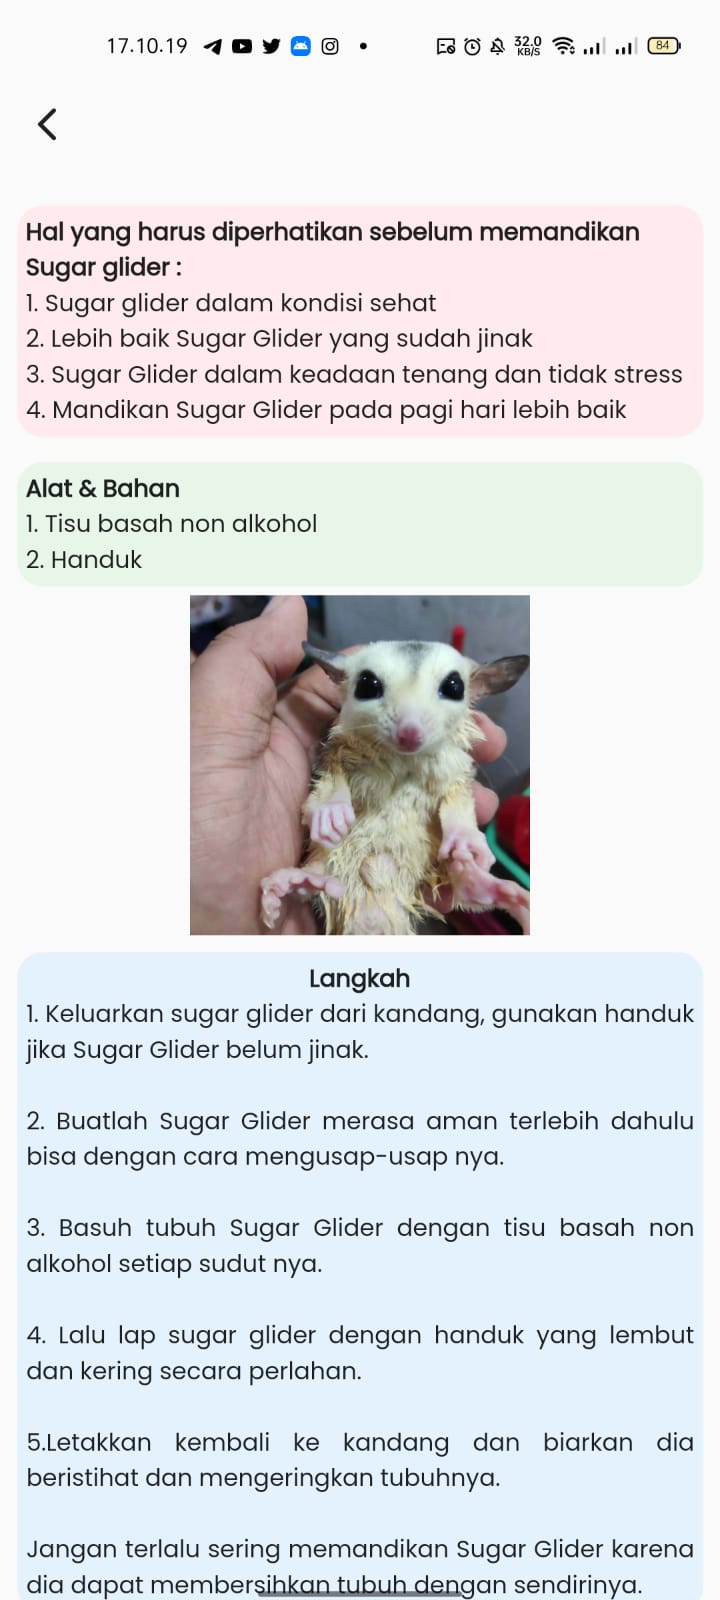 17.10.19
32.0
KB/S
84
Hal yang harus diperhatikan sebelum memandikan
Sugar glider :
1. Sugar glider dalam kondisi sehat
2. Lebih baik Sugar Glider yang sudah jinak
3. Sugar Glider dalam keadaan tenang dan tidak stress
4. Mandikan Sugar Glider pada pagi hari lebih baik
Alat & Bahan
1. Tisu basah non alkohol
2. Handuk
Langkah
1. Keluarkan sugar glider dari kandang, gunakan handuk
jika Sugar Glider belum jinak.
2. Buatlah Sugar Glider merasa aman terlebih dahulu
bisa dengan cara mengusap-usap nya.
3. Basuh tubuh Sugar Glider dengan tisu basah non
alkohol setiap sudut nya.
4. Lalu lap sugar glider dengan handuk yang lembut
dan kering secara perlahan.
5.Letakkan kembali ke kandang dan biarkan dia
beristihat dan mengeringkan tubuhnya.
Jangan terlalu sering memandikan Sugar Glider karena
dia dapat membersihkan tubuh dengan sendirinya.